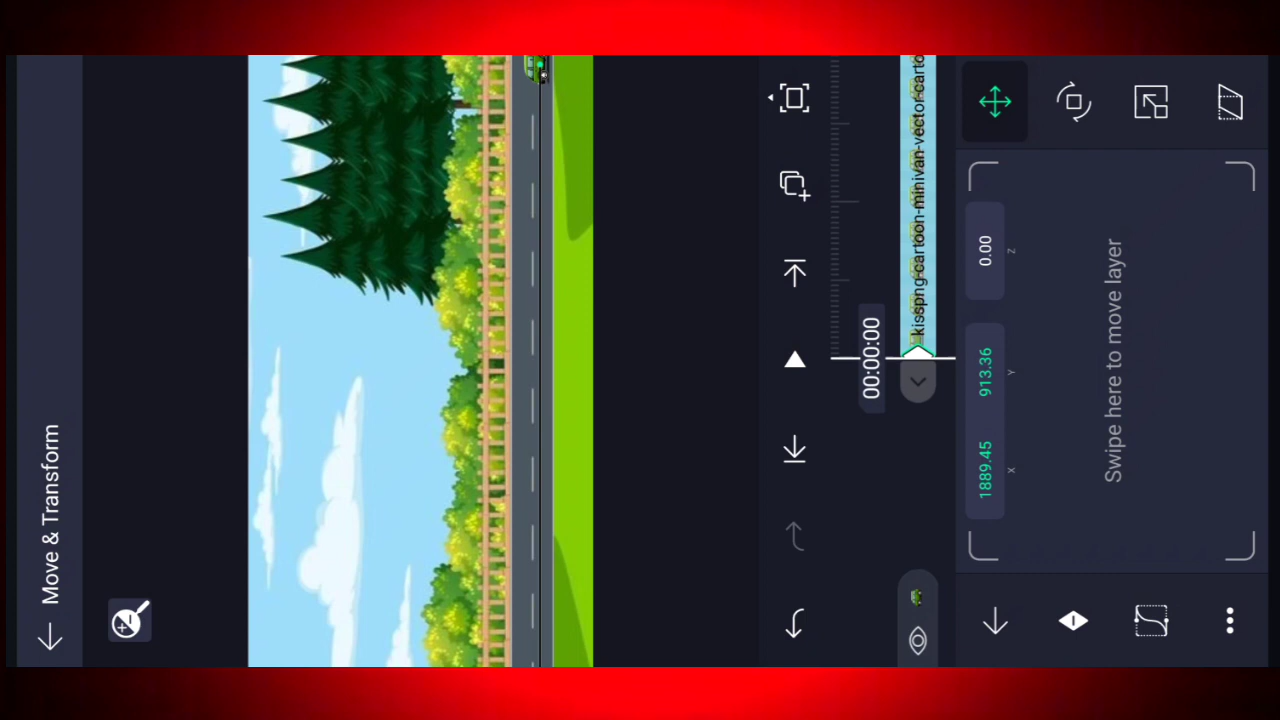 Move & Transform
00:00:00
kisspng-cartoon-minivan-vector-carto
1889.45
913.36
0.00
X
Y
Z
Swipe here to move layer